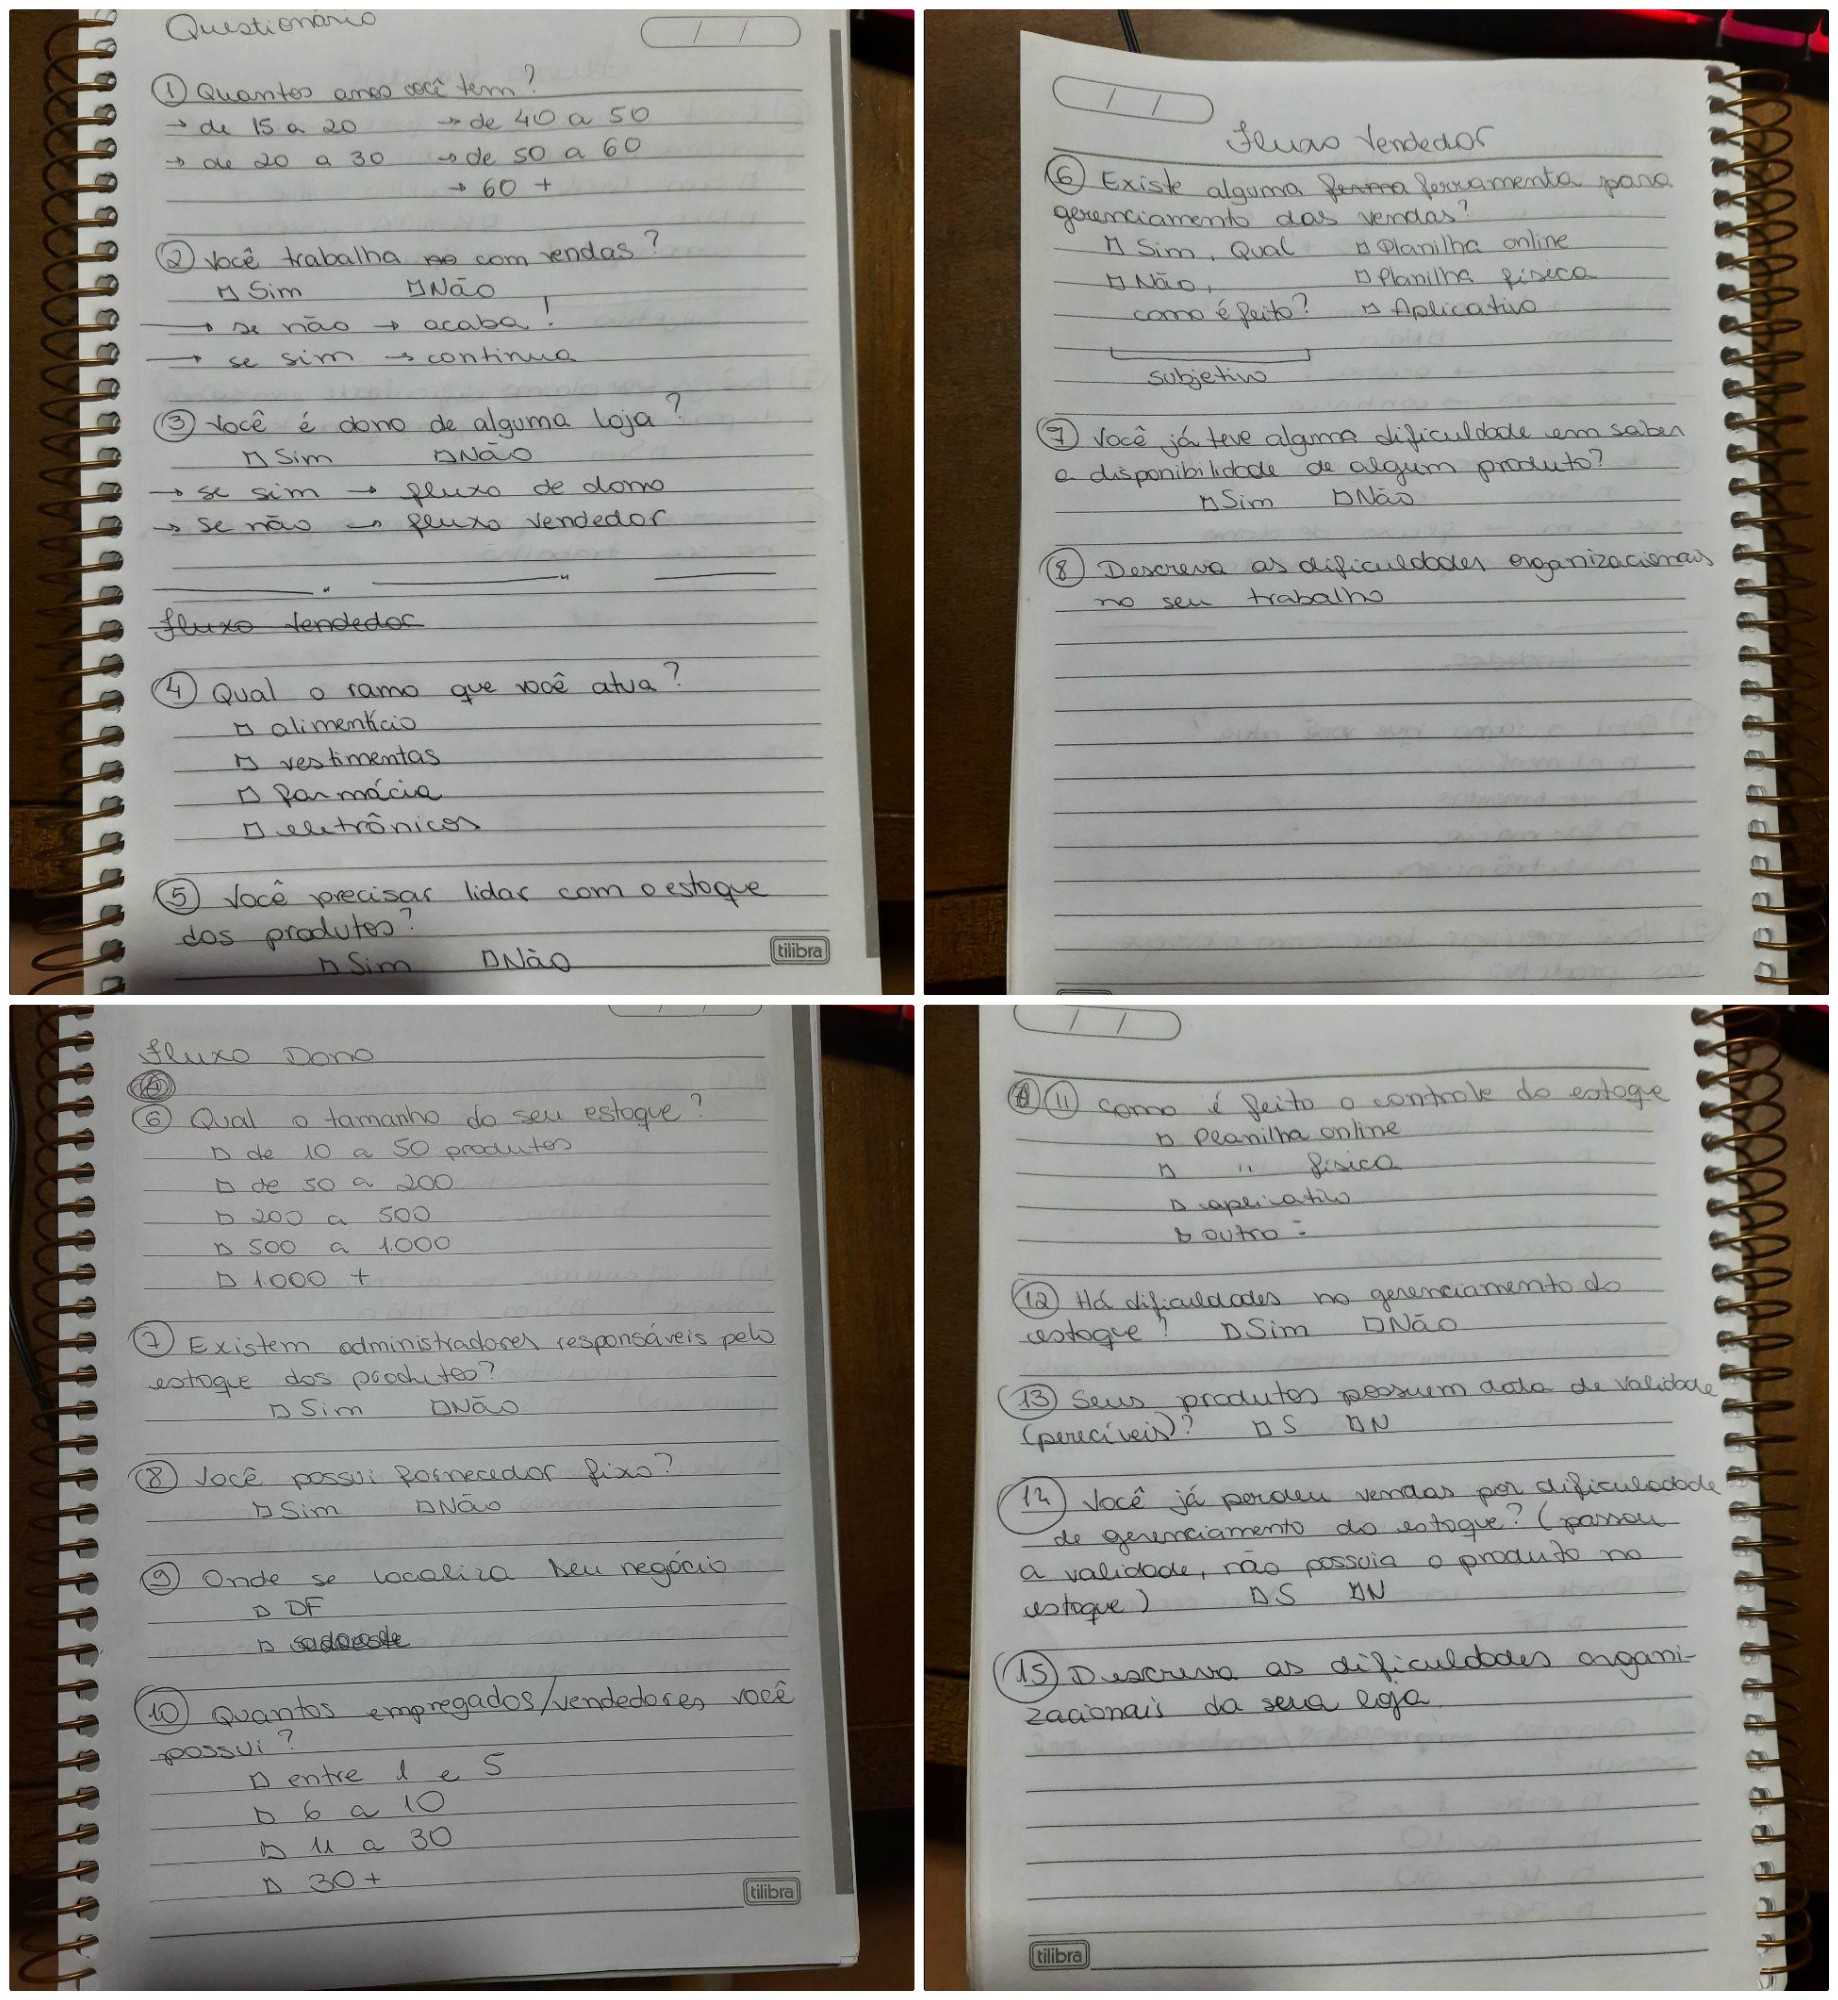 Questionário
/ /
① Quantos anos você tem?
→ de 15 a 20 → de 40 a 50
→ de 20 a 30 → de 50 a 60
→ 60 +
② Você trabalha no com vendas?
□ Sim □ Não
→ se não → acaba!
→ se sim → continua
③ Você é dono de alguma loja?
□ Sim □ Não
→ se sim → fluxo de dono
→ se não → fluxo vendedor
Fluxo Vendedor
④ Qual o ramo que você atua?
□ alimentício
□ vestimentas
□ farmácia
□ eletrônicos
⑤ Você precisar lidar com o estoque
dos produtos?
□ Sim □ Não
tilibra
/ /
Fluxo Vendedor
⑥ Existe alguma forma ferramenta para
gerenciamento das vendas?
□ Sim, Qual □ Planilha online
□ Não, □ Planilha física
como é feito? □ Aplicativo
subjetivo
⑦ Você já teve alguma dificuldade em saber
a disponibilidade de algum produto?
□ Sim □ Não
⑧ Descreva as dificuldades organizacionais
no seu trabalho
Fluxo Dono
⑥ Qual o tamanho do seu estoque?
□ de 10 a 50 produtos
□ de 50 a 200
□ 200 a 500
□ 500 a 1.000
□ 1.000 +
⑦ Existem administradores responsáveis pelo
estoque dos produtos?
□ Sim □ Não
⑧ Você possui fornecedor fixo?
□ Sim □ Não
⑨ Onde se localiza seu negócio
□ DF
□
⑩ Quantos empregados/vendedores você
possui?
□ entre 1 e 5
□ 6 a 10
□ 11 a 30
□ 30+
tilibra
/ /
⑪ Como é feito o controle do estoque
□ Planilha online
□ " física
□ aplicativo
□ outro:
⑫ Há dificuldades no gerenciamento do
estoque? □ Sim □ Não
⑬ Seus produtos possuem data de validade
(perecíveis)? □ S □ N
⑭ Você já perdeu vendas por dificuldade
de gerenciamento do estoque? (passou
a validade, não possuia o produto no
estoque) □ S □ N
⑮ Descreva as dificuldades organi-
zacionais da sua loja
tilibra